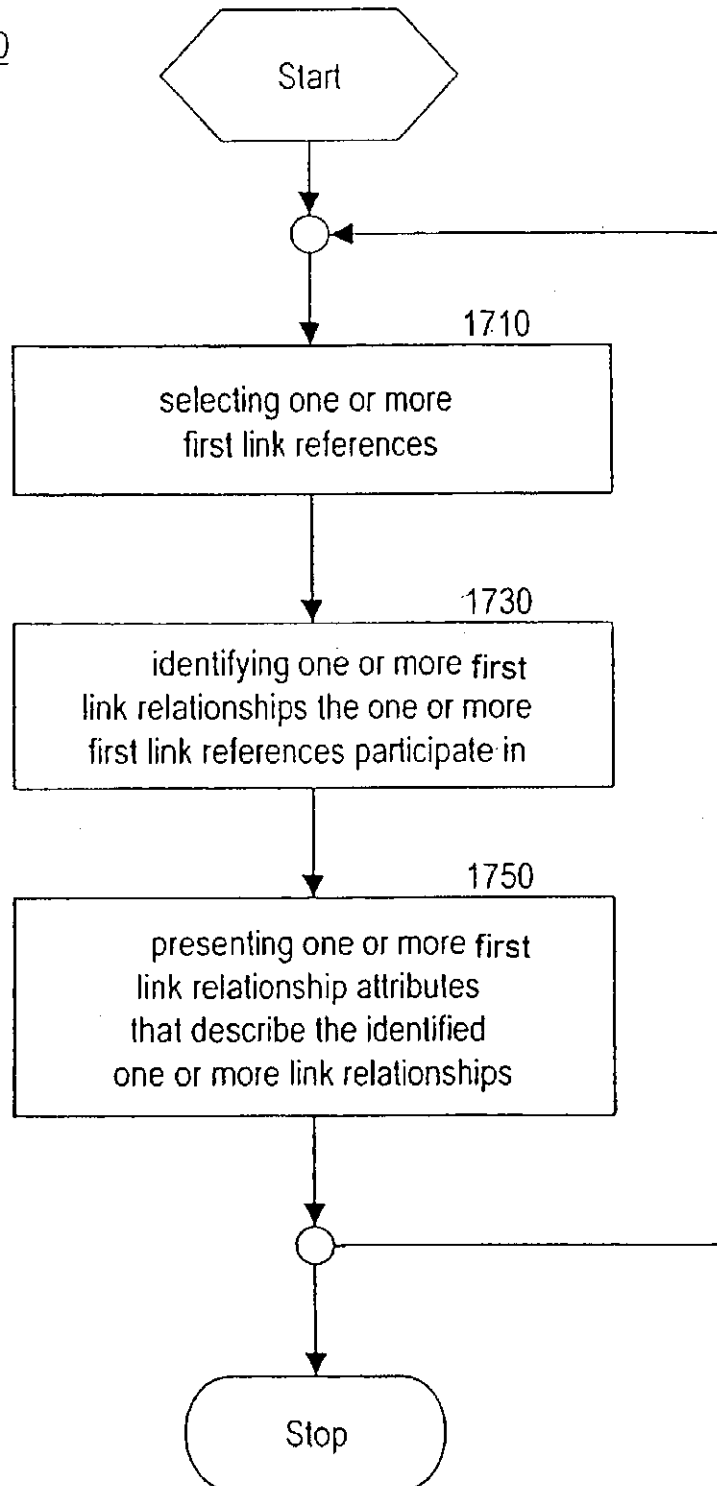 Start
1710
selecting one or more
first link references
1730
identifying one or more first
link relationships the one or more
first link references participate in
1750
presenting one or more first
link relationship attributes
that describe the identified
one or more link relationships
Stop